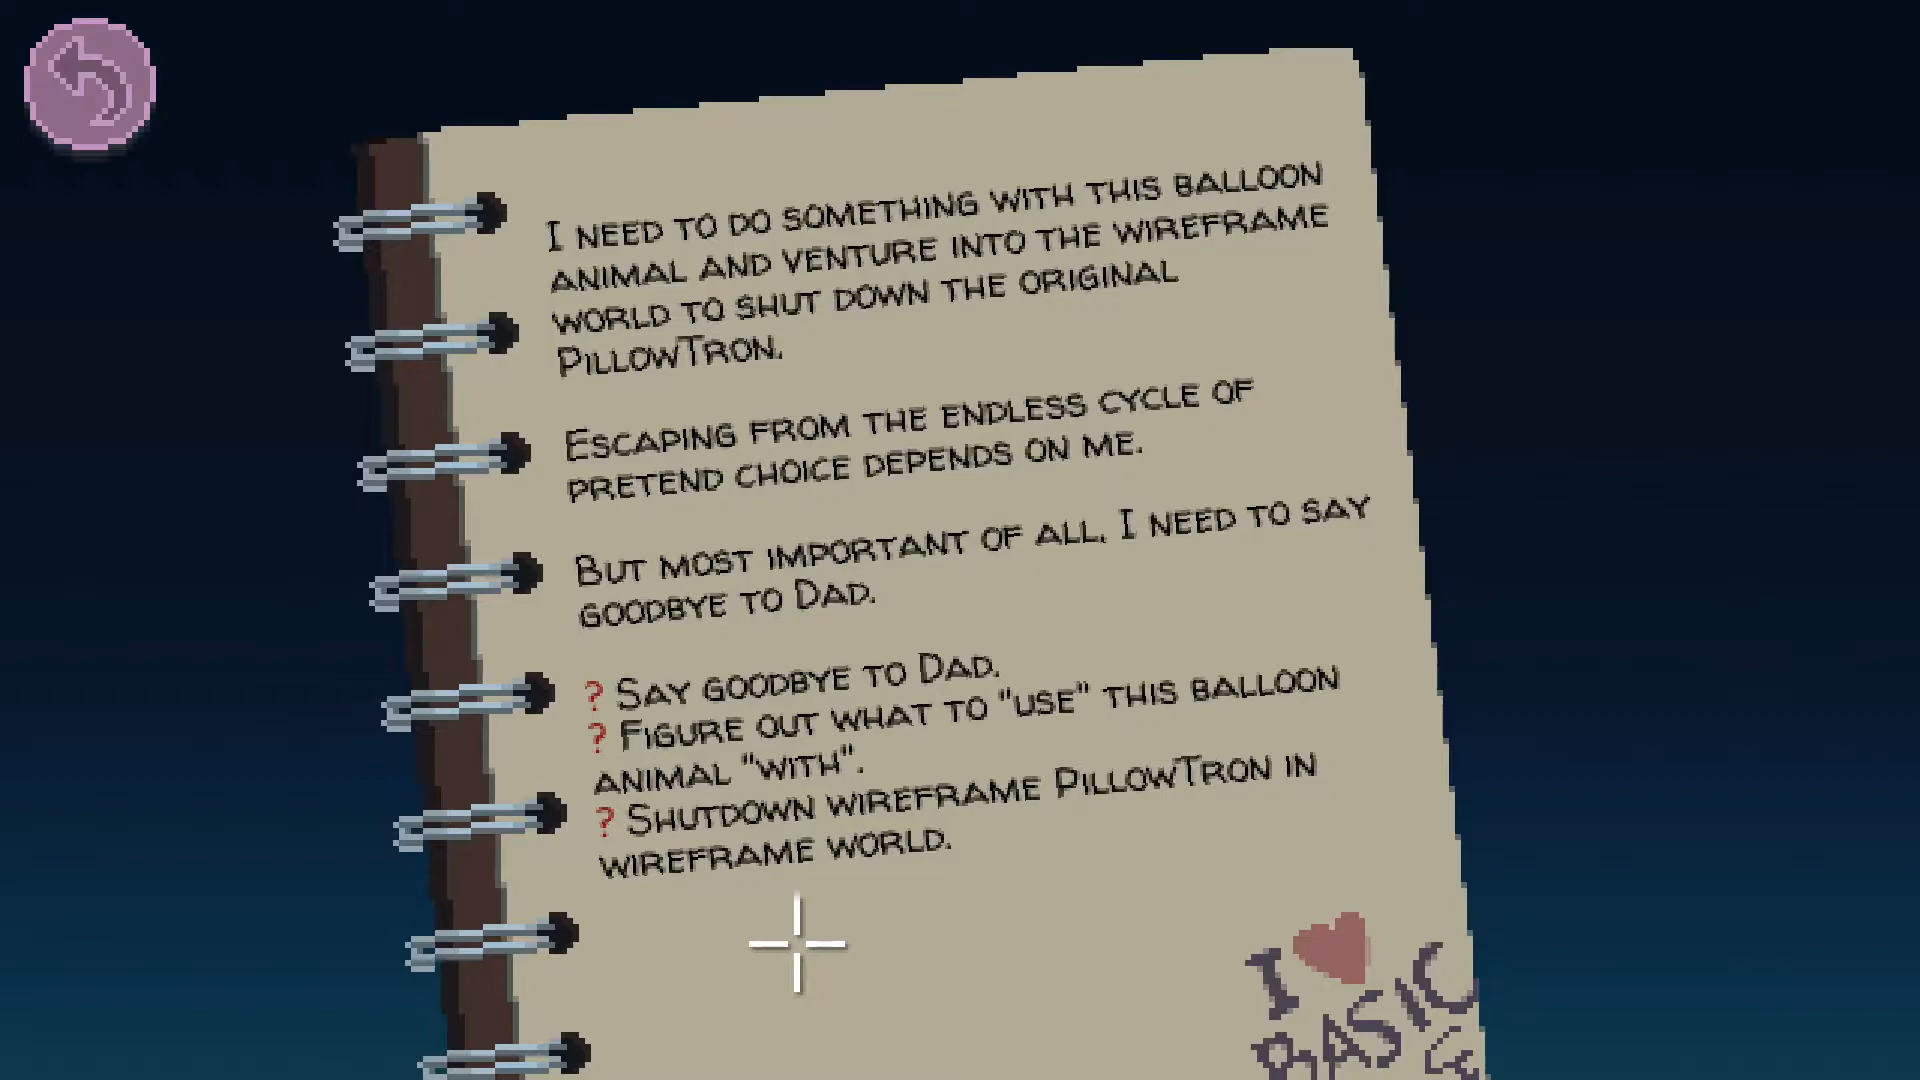 I need to do something with this balloon
animal and venture into the wireframe
world to shut down the original
PillowTron.
Escaping from the endless cycle of
pretend choice depends on me.
But most important of all, I need to say
goodbye to Dad.
? Say goodbye to Dad.
? Figure out what to "use" this balloon
animal "with".
? Shutdown wireframe PillowTron in
wireframe world.
I
BASIC